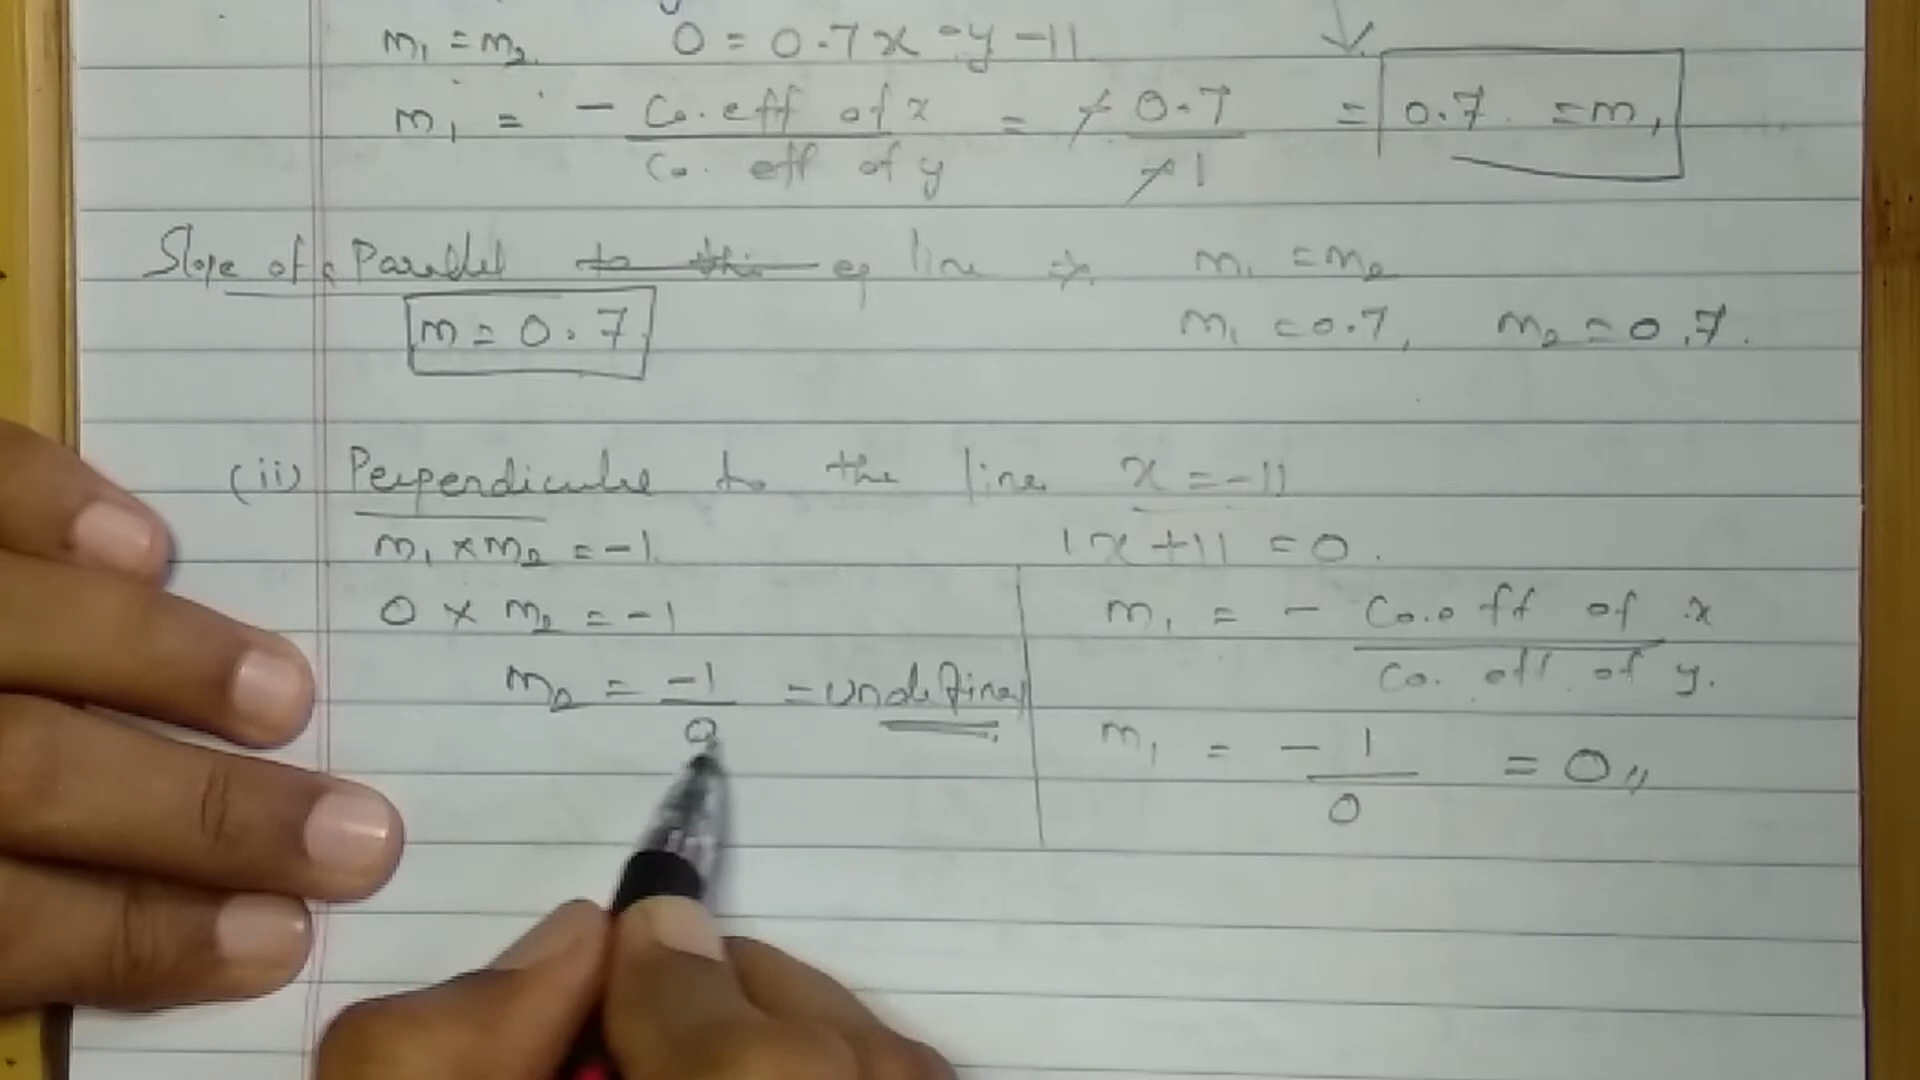 m₁ = m₂ 0 = 0.7x - y - 11
m₁ = - Co.eff of x / Co. eff of y = - 0.7 / - 1 = 0.7 = m₁
Slope of Parallel to this eq line ⇒ m₁ = m₂
m = 0.7 m₁ = 0.7, m₂ = 0.7.
(ii) Perpendicular to the line x = -11
m₁ × m₂ = -1 1x + 11 = 0.
0 × m₂ = -1 m₁ = - Co.eff of x / Co. eff of y.
m₂ = -1 / 0 = undefined
m₁ = - 1 / 0 = 0,,